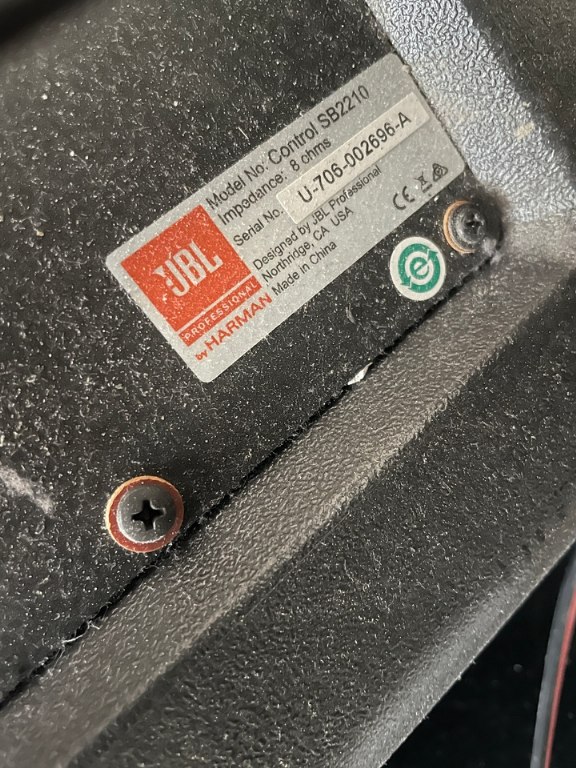 Model No: Control SB2210
Impedance: 8 ohms
Serial No.: U-706-002696-A
Designed by JBL Professional
Northridge, CA USA
Made in China
CE
JBL
PROFESSIONAL
by HARMAN
e